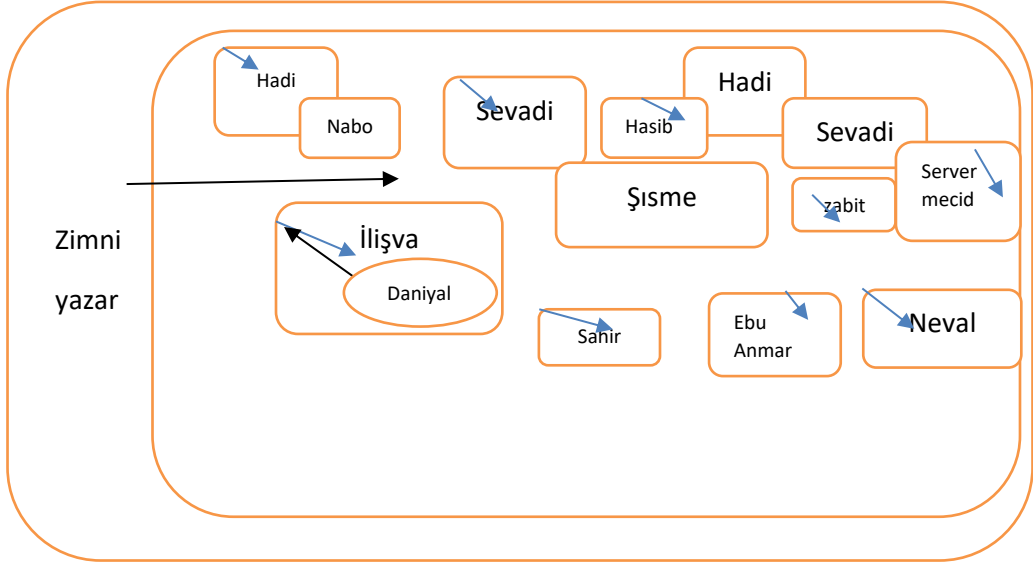 Hadi
Nabo
Sevadi
Hasib
Hadi
Sevadi
Server
mecid
Şısme
zabit
Zimni
yazar
İlişva
Daniyal
Sahir
Ebu
Anmar
Neval